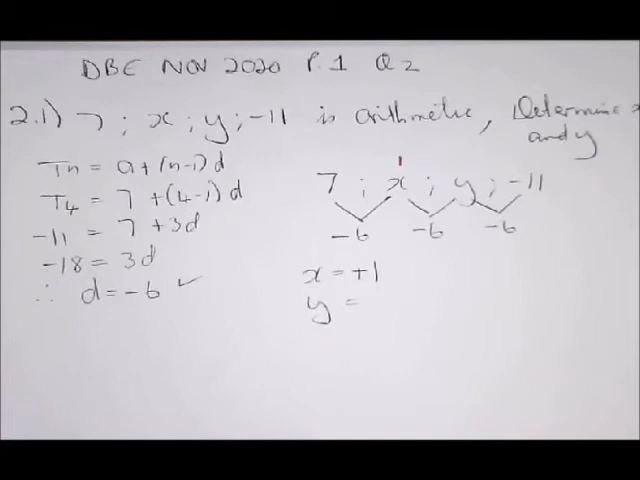 DBE NOV 2020 P.1 Q2
2.1) 7 ; x ; y ; -11 is arithmetic, Determine x
and y
Tn = a + (n-1)d
T4 = 7 + (4-1)d
-11 = 7 + 3d
-18 = 3d
∴ d = -6 ✓
1
7 ; x ; y ; -11
-6 -6 -6
x = +1
y =